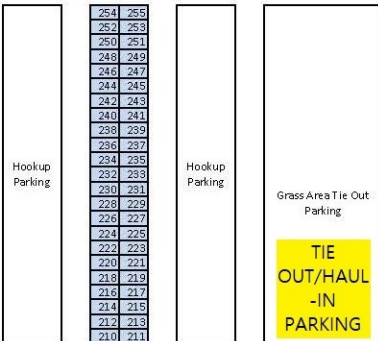 254 255
252 253
250 251
248 249
246 247
244 245
242 243
240 241
238 239
236 237
234 235
232 233
230 231
228 229
226 227
224 225
222 223
220 221
218 219
216 217
214 215
212 213
210 211
Hookup
Parking
Hookup
Parking
Grass Area Tie Out
Parking
TIE
OUT/HAUL
-IN
PARKING